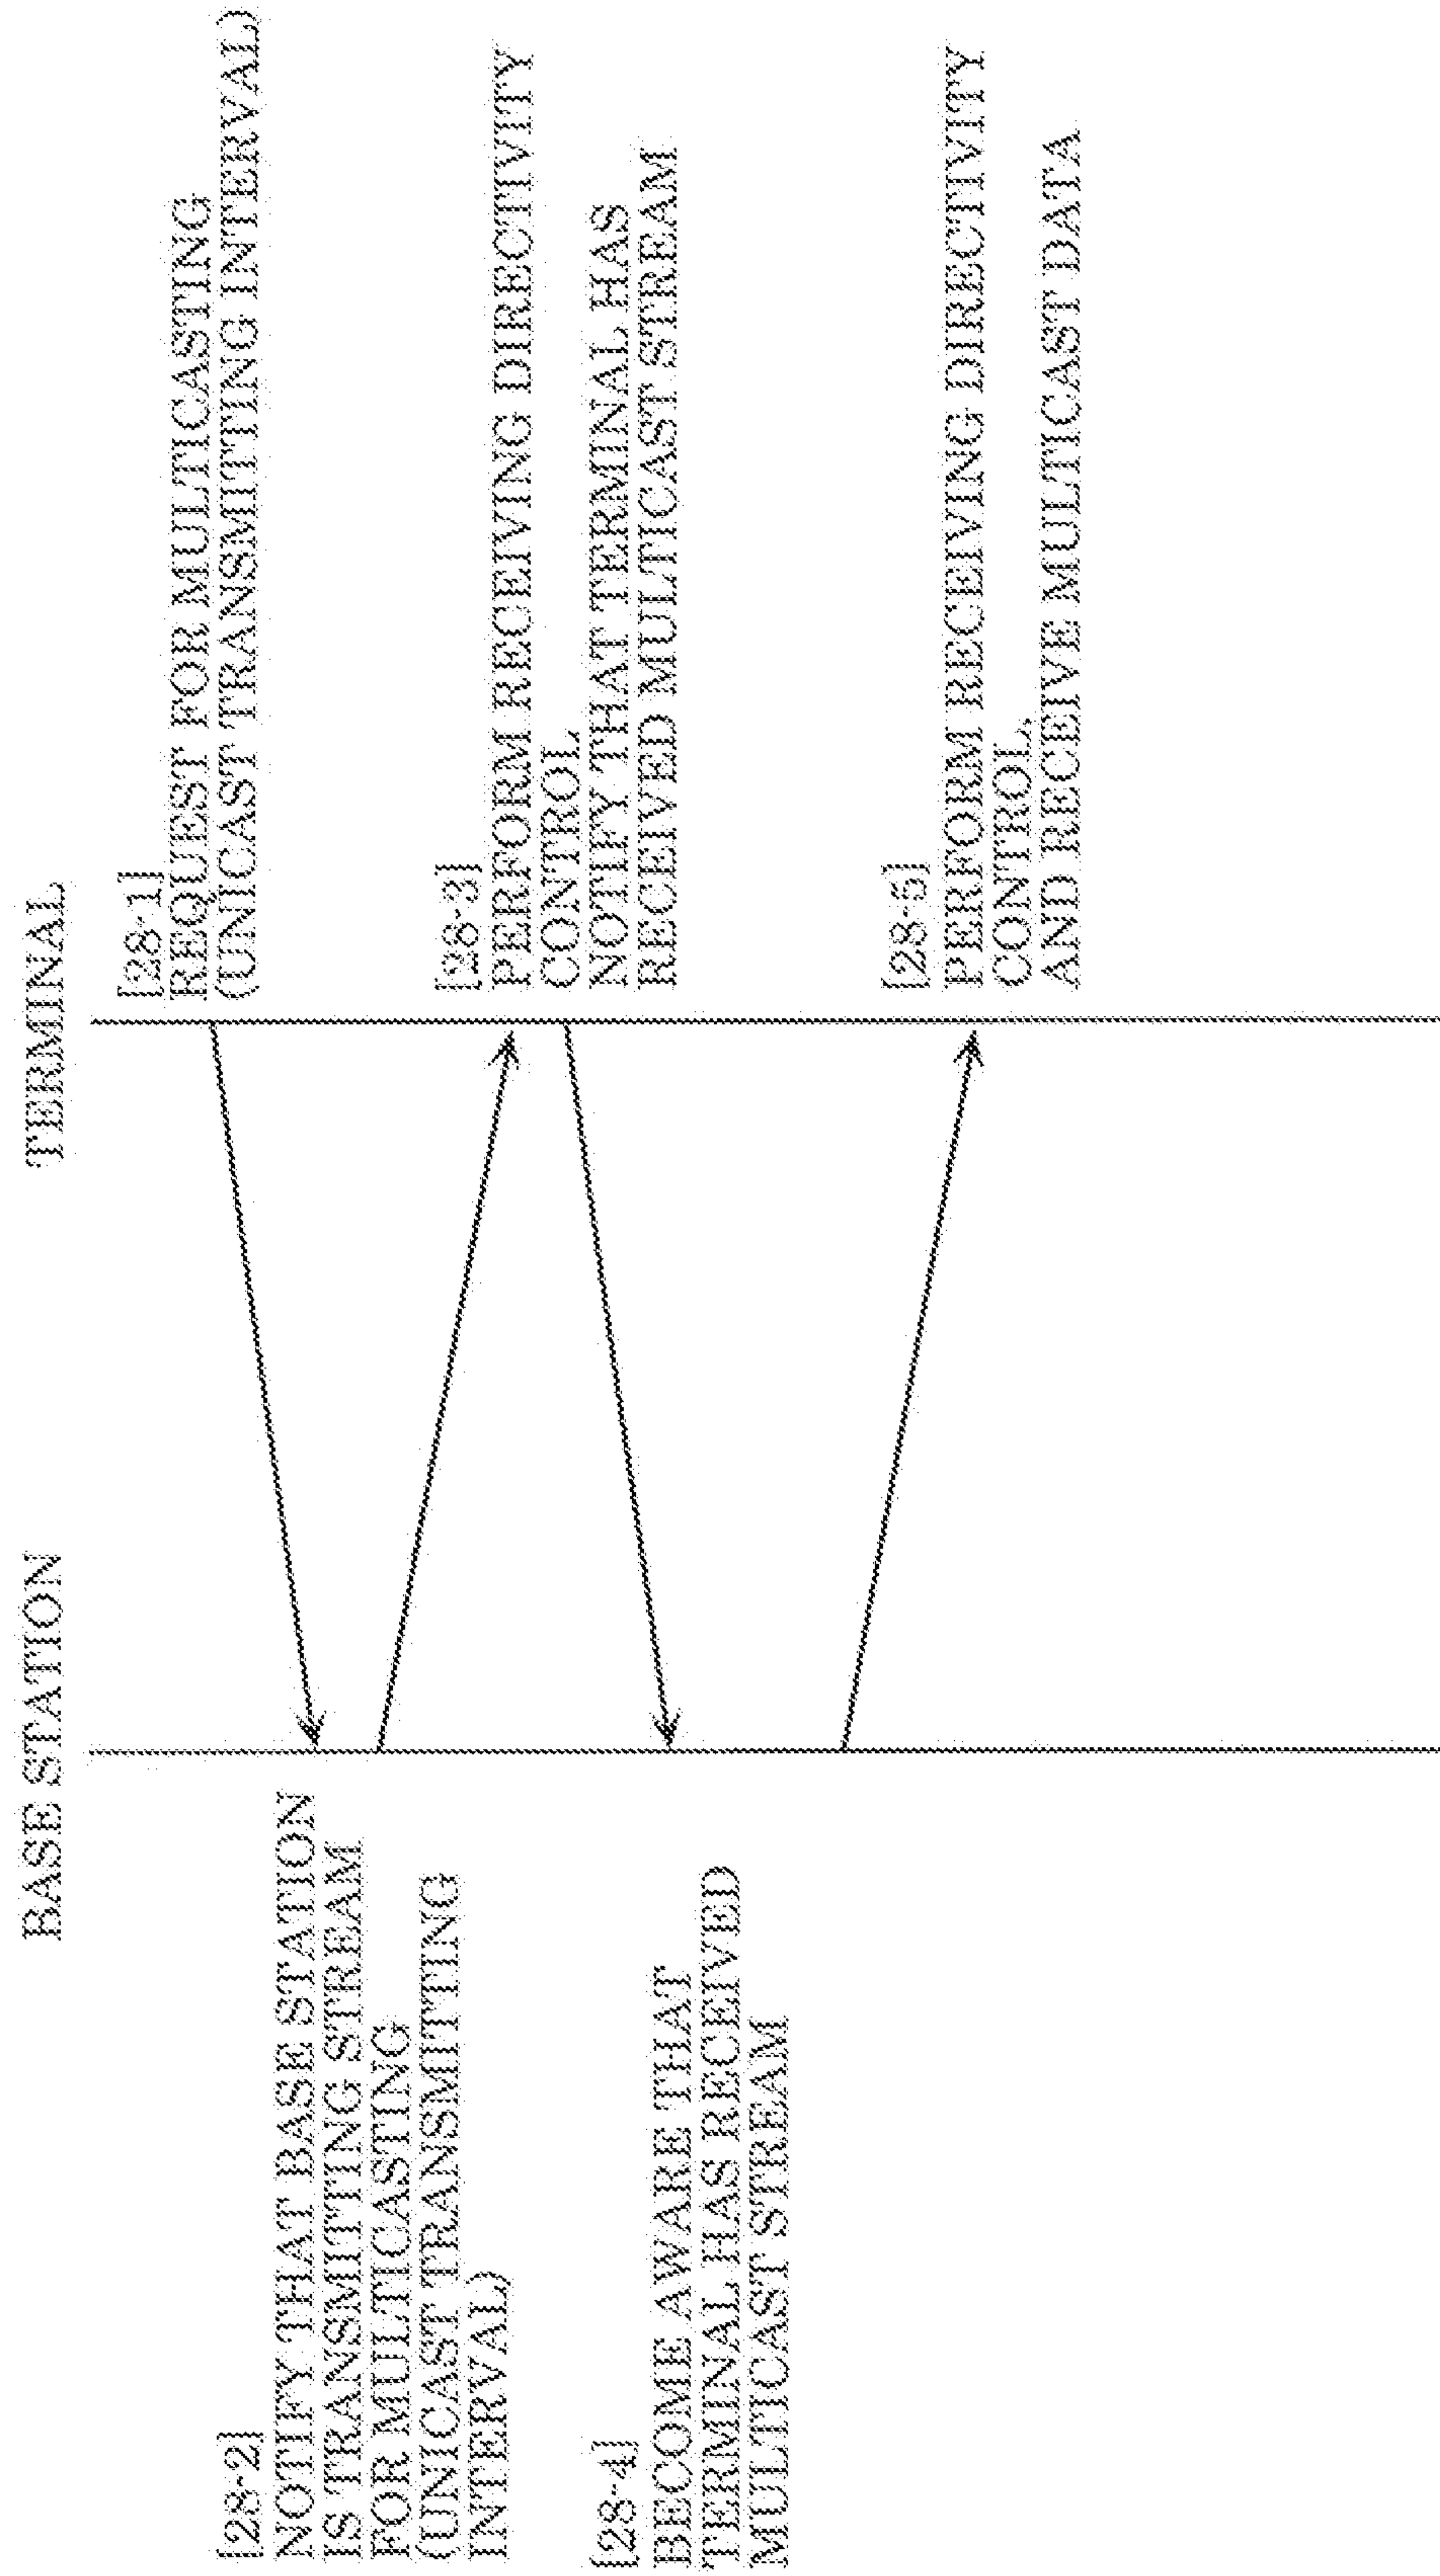 BASE STATION
TERMINAL
[28-1]
REQUEST FOR MULTICASTING
(UNICAST TRANSMITTING INTERVAL)
[28-2]
NOTIFY THAT BASE STATION
IS TRANSMITTING STREAM
FOR MULTICASTING
(UNICAST TRANSMITTING
INTERVAL)
[28-3]
PERFORM RECEIVING DIRECTIVITY
CONTROL
NOTIFY THAT TERMINAL HAS
RECEIVED MULTICAST STREAM
[28-4]
BECOME AWARE THAT
TERMINAL HAS RECEIVED
MULTICAST STREAM
[28-5]
PERFORM RECEIVING DIRECTIVITY
CONTROL,
AND RECEIVE MULTICAST DATA